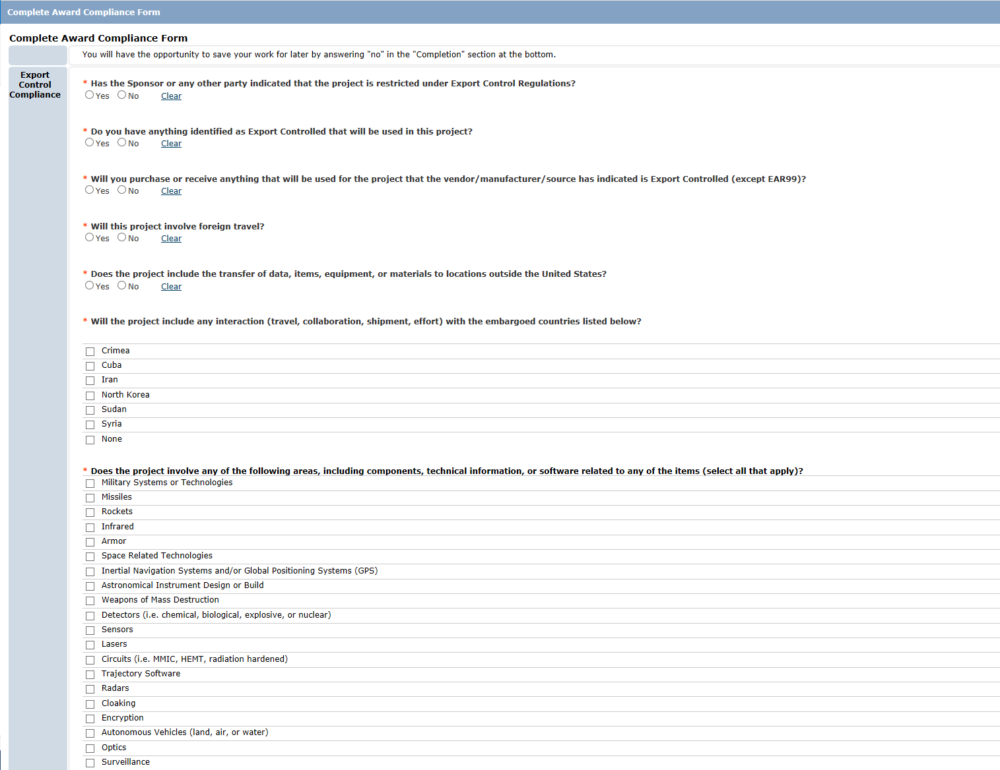 Complete Award Compliance Form
Complete Award Compliance Form
You will have the opportunity to save your work for later by answering "no" in the "Completion" section at the bottom.
Export
Control
Compliance
* Has the Sponsor or any other party indicated that the project is restricted under Export Control Regulations?
Yes No Clear
* Do you have anything identified as Export Controlled that will be used in this project?
Yes No Clear
* Will you purchase or receive anything that will be used for the project that the vendor/manufacturer/source has indicated is Export Controlled (except EAR99)?
Yes No Clear
* Will this project involve foreign travel?
Yes No Clear
* Does the project include the transfer of data, items, equipment, or materials to locations outside the United States?
Yes No Clear
* Will the project include any interaction (travel, collaboration, shipment, effort) with the embargoed countries listed below?
Crimea
Cuba
Iran
North Korea
Sudan
Syria
None
* Does the project involve any of the following areas, including components, technical information, or software related to any of the items (select all that apply)?
Military Systems or Technologies
Missiles
Rockets
Infrared
Armor
Space Related Technologies
Inertial Navigation Systems and/or Global Positioning Systems (GPS)
Astronomical Instrument Design or Build
Weapons of Mass Destruction
Detectors (i.e. chemical, biological, explosive, or nuclear)
Sensors
Lasers
Circuits (i.e. MMIC, HEMT, radiation hardened)
Trajectory Software
Radars
Cloaking
Encryption
Autonomous Vehicles (land, air, or water)
Optics
Surveillance